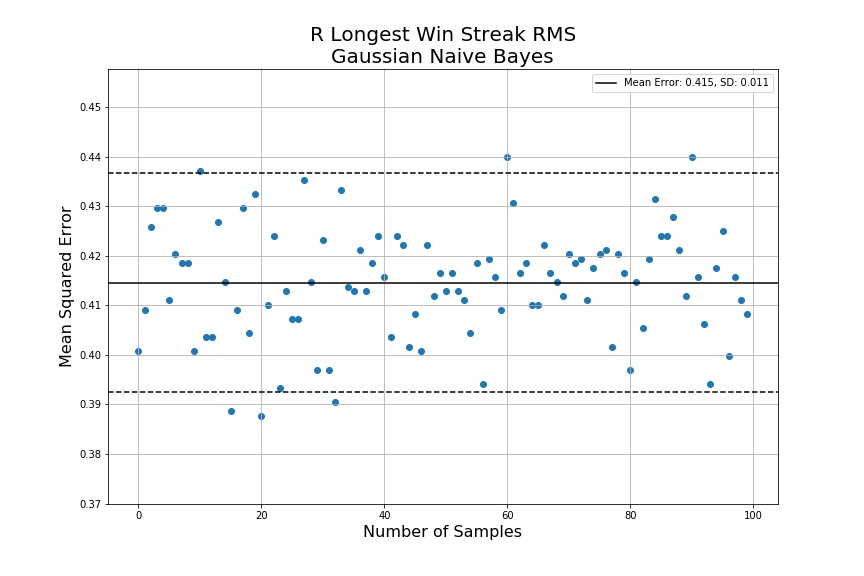 R Longest Win Streak RMS
Gaussian Naive Bayes
Mean Error: 0.415, SD: 0.011
Mean Squared Error
0.45
0.44
0.43
0.42
0.41
0.40
0.39
0.38
0.37
0 20 40 60 80 100
Number of Samples